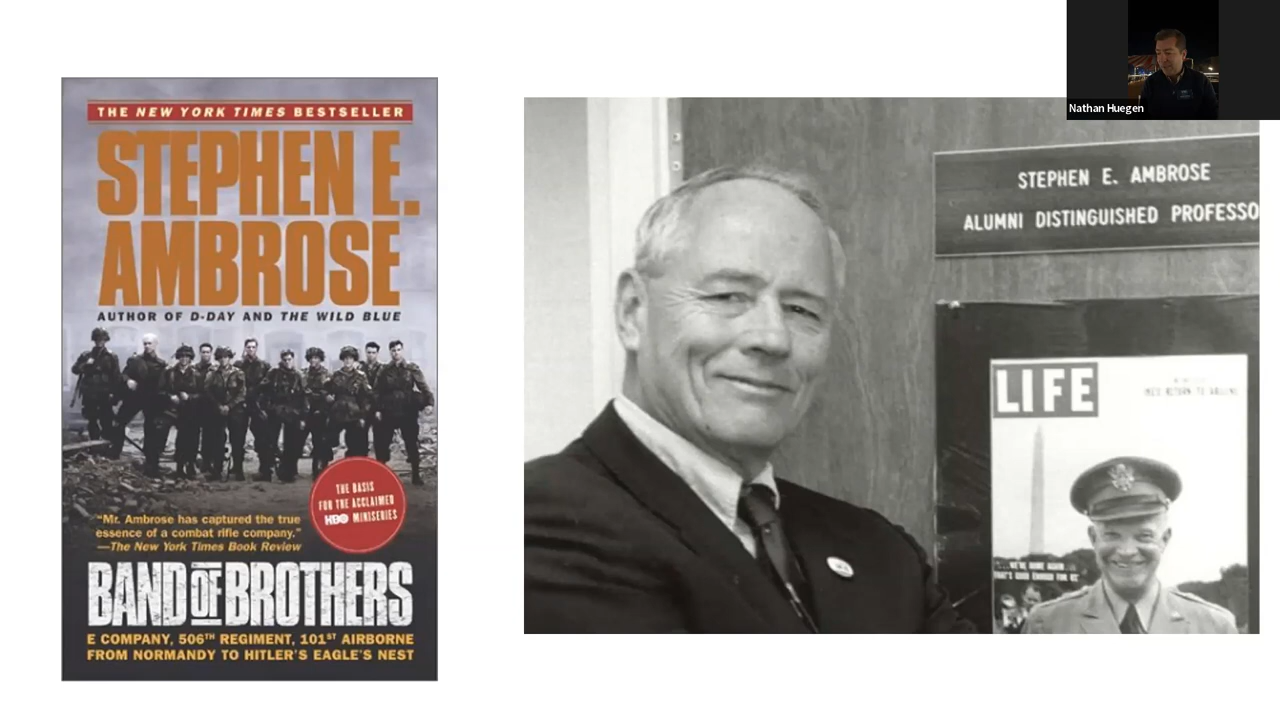 Nathan Huegen
THE NEW YORK TIMES BESTSELLER
STEPHEN E.
AMBROSE
AUTHOR OF D-DAY AND THE WILD BLUE
THE BASIS
FOR THE ACCLAIMED
HBO MINISERIES
"Mr. Ambrose has captured the true
essence of a combat rifle company."
—The New York Times Book Review
BAND OF BROTHERS
E COMPANY, 506TH REGIMENT, 101ST AIRBORNE
FROM NORMANDY TO HITLER'S EAGLE'S NEST
STEPHEN E. AMBROSE
ALUMNI DISTINGUISHED PROFESSO
LIFE